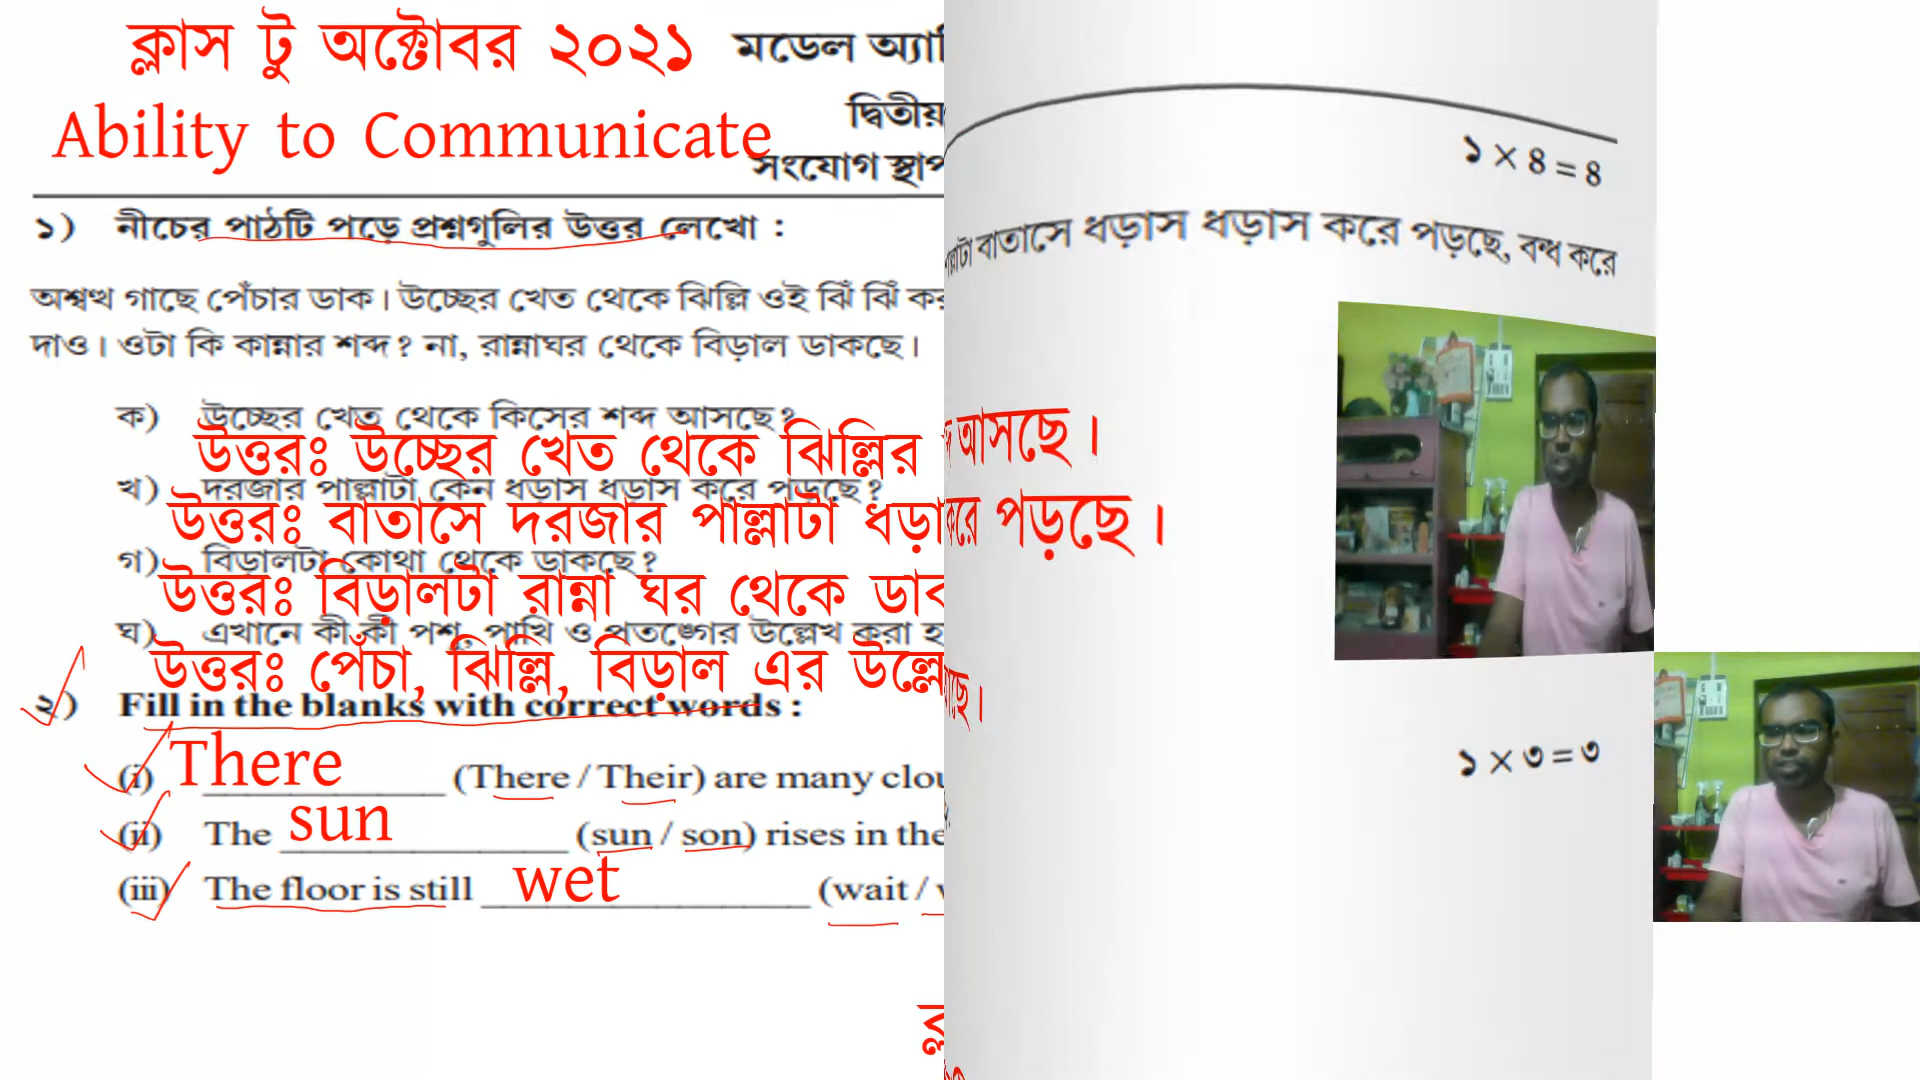 ক্লাস টু অক্টোবর ২০২১
মডেল
Ability to Communicate
দ্বিতীয়
সংযোগ
১ × ৪ = ৪
১) নীচের পাঠটি পড়ে প্রশ্নগুলির উত্তর লেখো :
অশ্বত্থ গাছে পেঁচার ডাক। উচ্ছের খেত থেকে ঝিল্লি ওই ঝিঁ ঝিঁ বাতাসে ধড়াস ধড়াস করে পড়ছে, বন্ধ করে
দাও। ওটা কি কান্নার শব্দ? না, রান্নাঘর থেকে বিড়াল ডাকছে।
ক) উচ্ছের খেত থেকে কিসের শব্দ আসছে?
উত্তরঃ উচ্ছের খেত থেকে ঝিল্লির আসছে।
খ) দরজার পাল্লাটা কেন ধড়াস ধড়াস করে পড়ছে?
উত্তরঃ বাতাসে দরজার পাল্লাটা করে পড়ছে।
গ) বিড়ালটা কোথা থেকে ডাকছে?
উত্তরঃ বিড়ালটা রান্না ঘর থেকে
ঘ) এখানে কী কী পশু, পাখি ও পতঙ্গের উল্লেখ করা
উত্তরঃ পেঁচা, ঝিল্লি, বিড়াল এর
২) Fill in the blanks with correct words :
১ × ৩ = ৩
(i) There (There / Their) are many
(ii) The sun (sun / son) rises in the
(iii) The floor is still wet (wait /